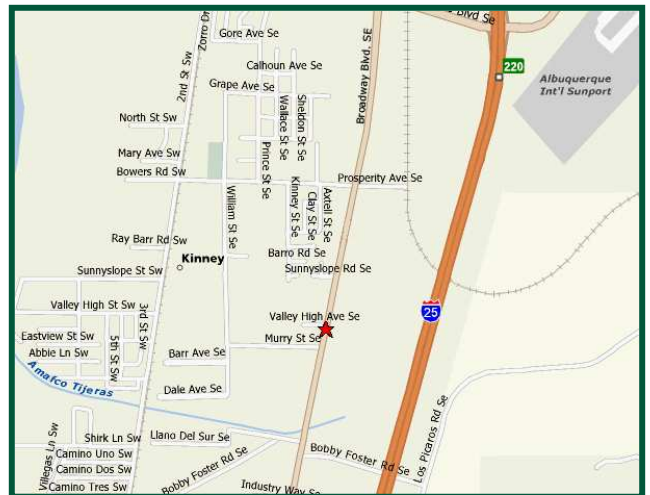 Blvd Se
Zorro Dr
Gore Ave Se
2nd St Sw
Calhoun Ave Se
Broadway Blvd, SE
220
Albuquerque
Int'l Sunport
Grape Ave Se
Sheldon St Se
Wallace St Se
North St Sw
Mary Ave Sw
Prince St Se
Bowers Rd Sw
Prosperity Ave Se
William St Se
Kinney St Se
Clay St Se
Axtell St Se
Ray Barr Rd Sw
Kinney
Barro Rd Se
Sunnyslope St Sw
Sunnyslope Rd Se
Valley High St Sw
3rd St Sw
Valley High Ave Se
25
Eastview St Sw
5th St Sw
Murry St Se
Abbie Ln Sw
Barr Ave Se
Amafco Tijeras
Dale Ave Se
Los Picaros Rd Se
Villegas Ln Sw
Shirk Ln Sw
Llano Del Sur Se
Camino Uno Sw
Bobby Foster Rd Se
Camino Dos Sw
Bobby Foster Rd Se
Camino Tres Sw
Industry Way Se